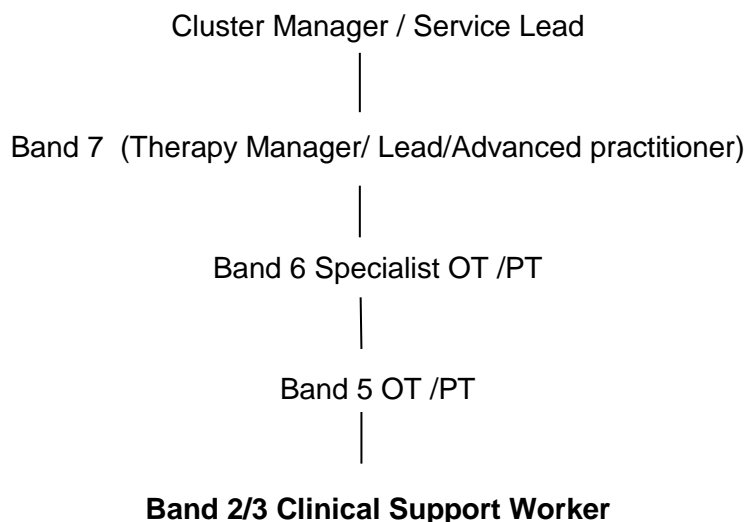 Cluster Manager / Service Lead
Band 7  (Therapy Manager/ Lead/Advanced practitioner)
Band 6 Specialist OT /PT
Band 5 OT /PT
Band 2/3 Clinical Support Worker